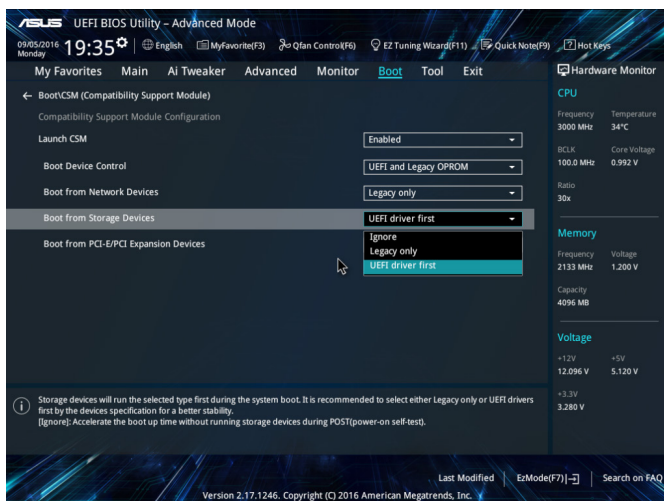 ASUS UEFI BIOS Utility – Advanced Mode
09/05/2016 Monday 19:35 English MyFavorite(F3) Qfan Control(F6) EZ Tuning Wizard(F11) Quick Note(F9) ? Hot Keys
My Favorites Main Ai Tweaker Advanced Monitor Boot Tool Exit
Hardware Monitor
← Boot\CSM (Compatibility Support Module)
Compatibility Support Module Configuration
Launch CSM Enabled
Boot Device Control UEFI and Legacy OPROM
Boot from Network Devices Legacy only
Boot from Storage Devices UEFI driver first
Ignore
Legacy only
UEFI driver first
Boot from PCI-E/PCI Expansion Devices
CPU
Frequency Temperature
3000 MHz 34°C
BCLK Core Voltage
100.0 MHz 0.992 V
Ratio
30x
Memory
Frequency Voltage
2133 MHz 1.200 V
Capacity
4096 MB
Voltage
+12V +5V
12.096 V 5.120 V
+3.3V
3.280 V
Storage devices will run the selected type first during the system boot. It is recommended to select either Legacy only or UEFI drivers
first by the devices specification for a better stability.
[Ignore]: Accelerate the boot up time without running storage devices during POST(power-on self-test).
Last Modified EzMode(F7) Search on FAQ
Version 2.17.1246. Copyright (C) 2016 American Megatrends, Inc.